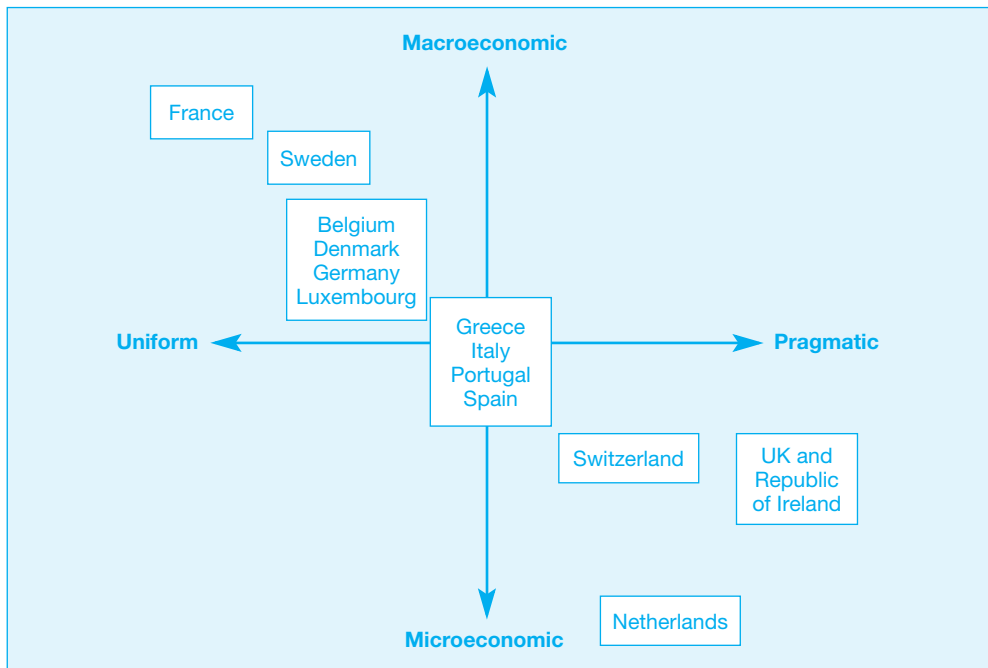 Macroeconomic
France
Sweden
Belgium
Denmark
Germany
Luxembourg
Greece
Italy
Portugal
Spain
Uniform
Pragmatic
Switzerland
UK and
Republic
of Ireland
Netherlands
Microeconomic